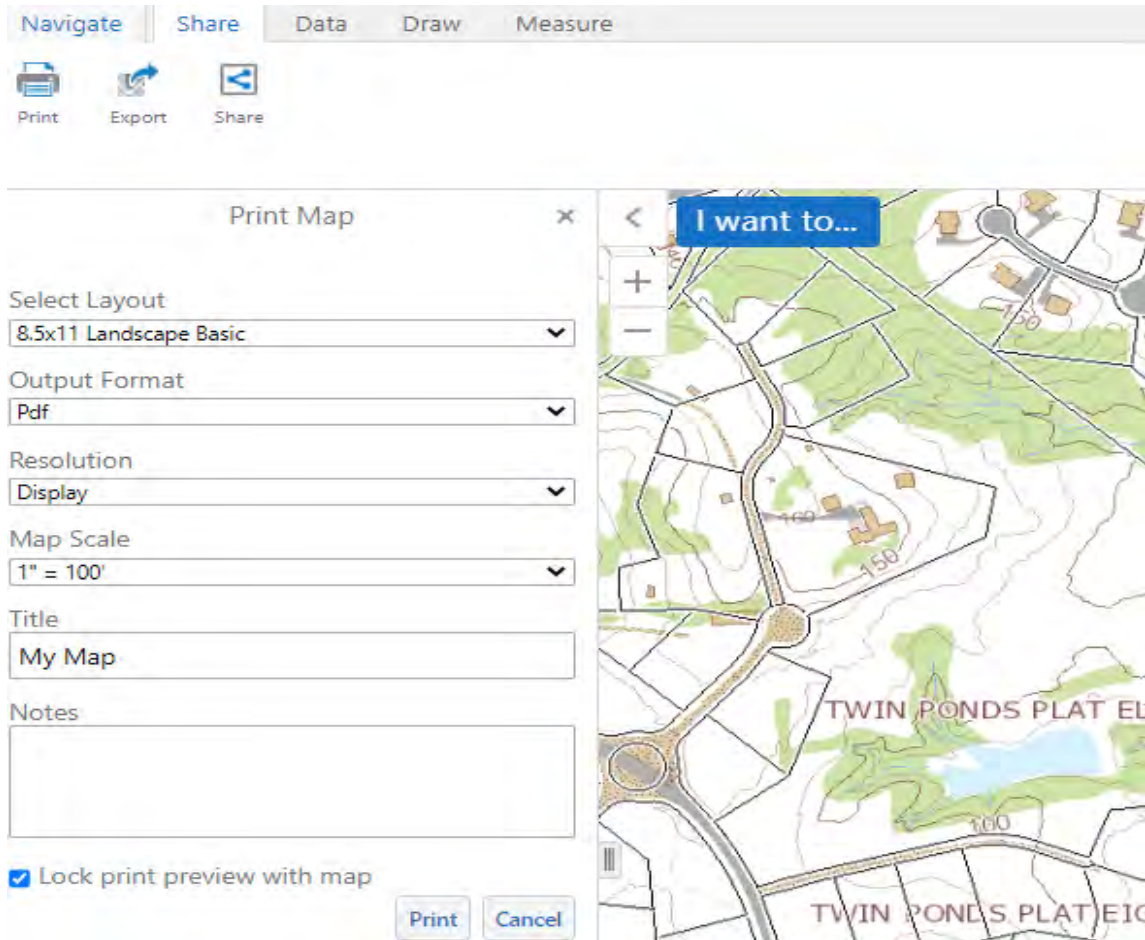 Navigate Share Data Draw Measure
Print Export Share
Print Map ×
< I want to...
+
−
Select Layout
8.5x11 Landscape Basic
Output Format
Pdf
Resolution
Display
Map Scale
1" = 100'
Title
My Map
Notes
Lock print preview with map
Print Cancel
150
160
150
TWIN PONDS PLAT EL
100
TWIN PONDS PLAT EIG